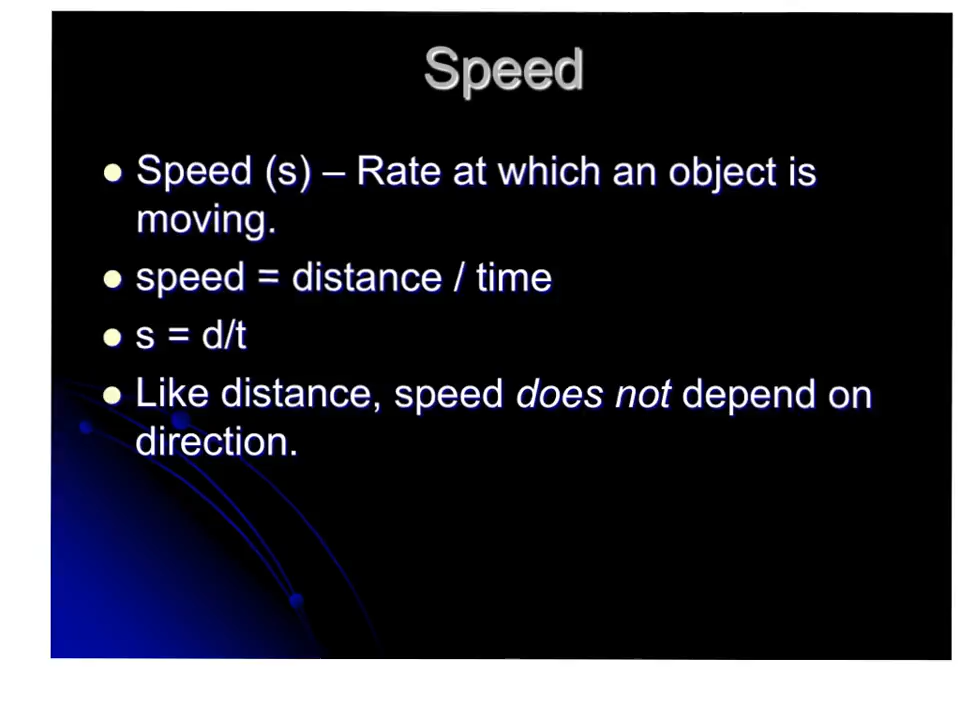 Speed
● Speed (s) – Rate at which an object is
moving.
● speed = distance / time
● s = d/t
● Like distance, speed does not depend on
direction.